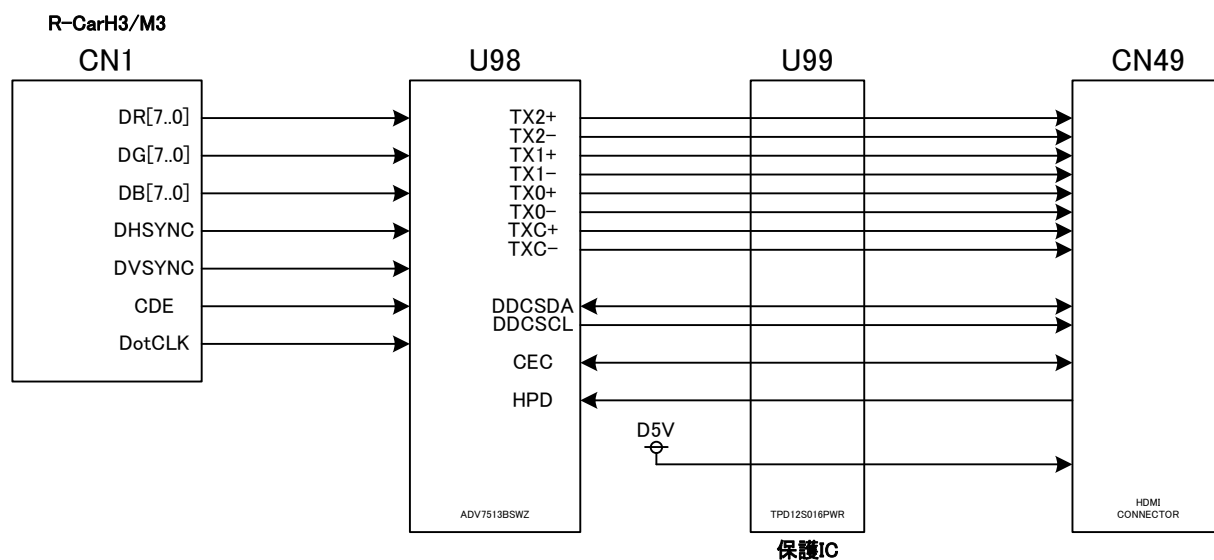 R-CarH3/M3
CN1
U98
U99
CN49
DR[7..0]
DG[7..0]
DB[7..0]
DHSYNC
DVSYNC
CDE
DotCLK
TX2+
TX2-
TX1+
TX1-
TX0+
TX0-
TXC+
TXC-
DDCSDA
DDCSCL
CEC
HPD
D5V
ADV7513BSWZ
TPD12S016PWR
HDMI
CONNECTOR
保護IC